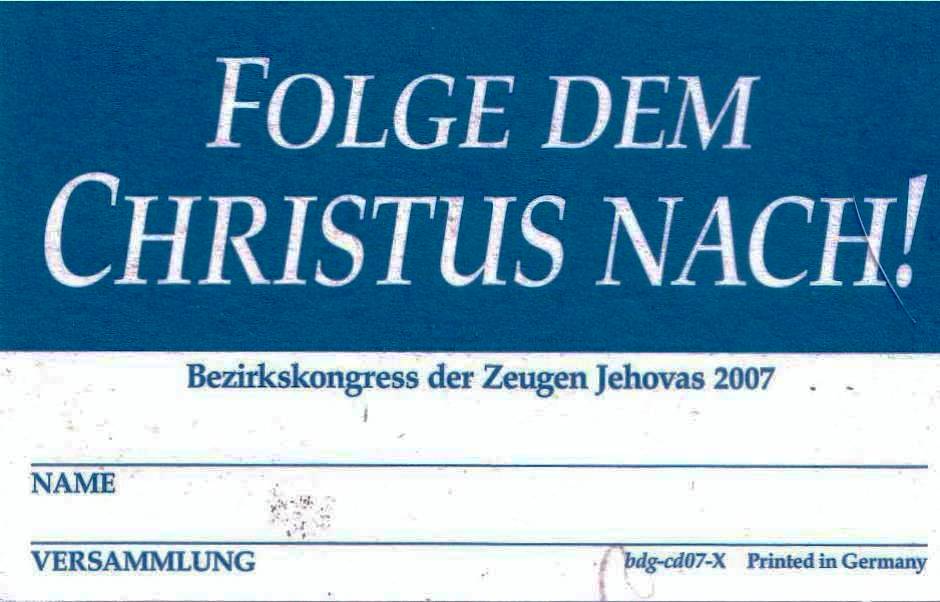 FOLGE DEM
CHRISTUS NACH!
Bezirkskongress der Zeugen Jehovas 2007
NAME
VERSAMMLUNG
bdg-cd07-X Printed in Germany